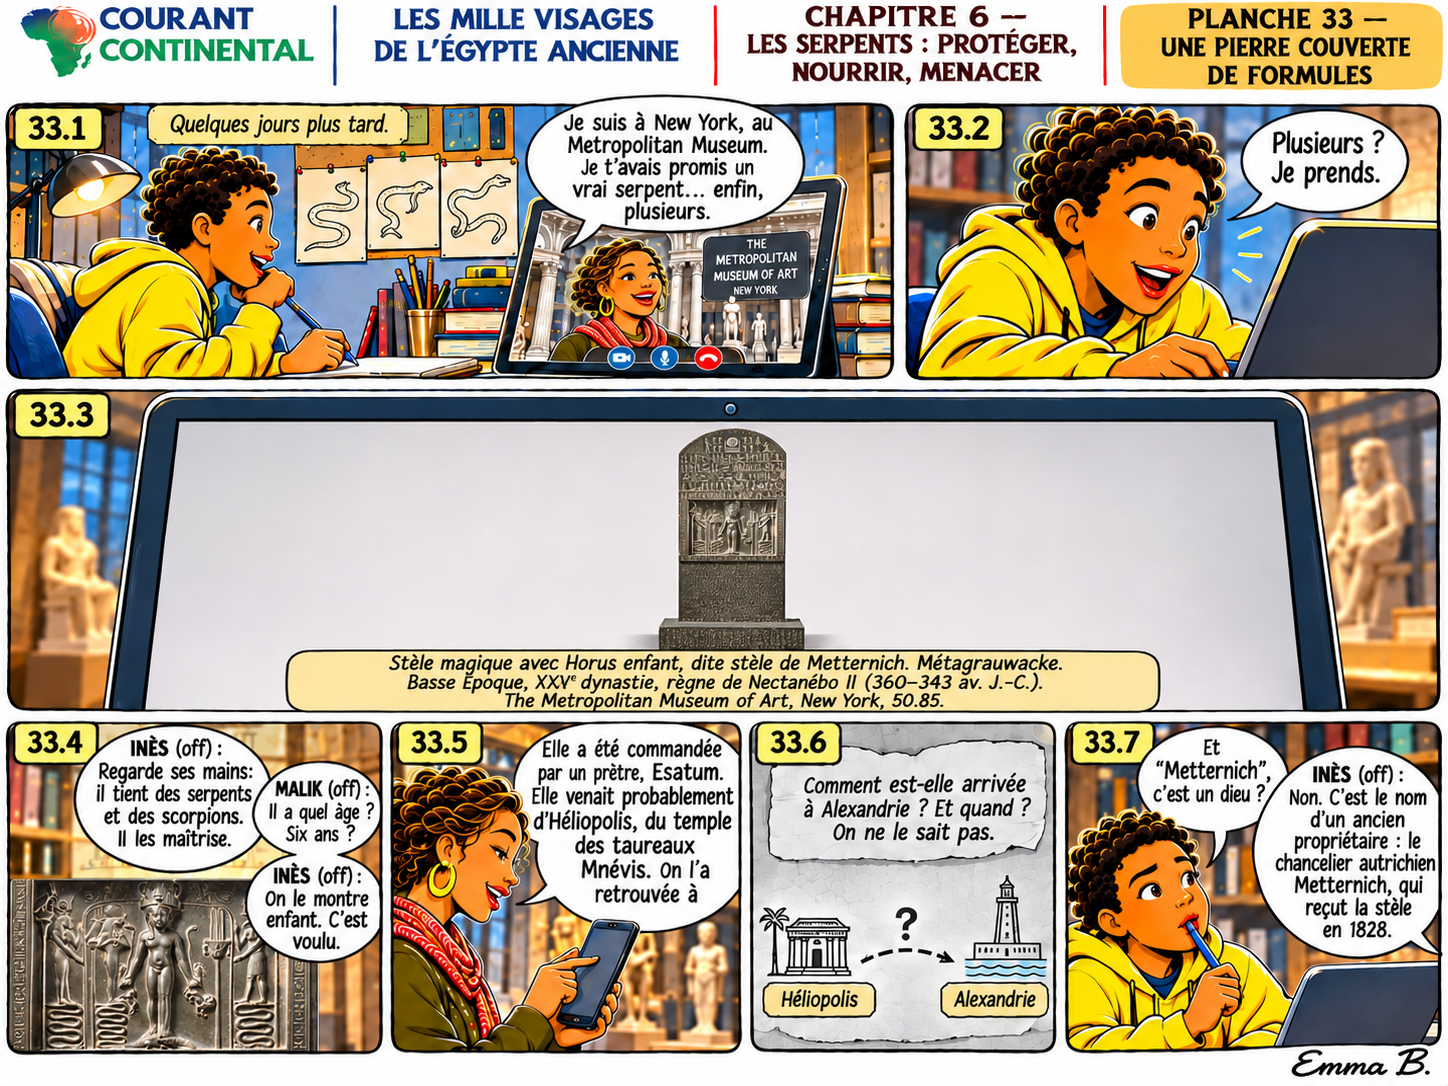 COURANT
CONTINENTAL
LES MILLE VISAGES
DE L'ÉGYPTE ANCIENNE
CHAPITRE 6 —
LES SERPENTS : PROTÉGER,
NOURRIR, MENACER
PLANCHE 33 —
UNE PIERRE COUVERTE
DE FORMULES
33.1
Quelques jours plus tard.
Je suis à New York, au
Metropolitan Museum.
Je t'avais promis un
vrai serpent... enfin,
plusieurs.
THE
METROPOLITAN
MUSEUM OF ART
NEW YORK
33.2
Plusieurs ?
Je prends.
33.3
Stèle magique avec Horus enfant, dite stèle de Metternich. Métagrauwacke.
Basse Époque, XXVe dynastie, règne de Nectanébo II (360–343 av. J.-C.).
The Metropolitan Museum of Art, New York, 50.85.
33.4
INÈS (off) :
Regarde ses mains:
il tient des serpents
et des scorpions.
Il les maîtrise.
MALIK (off) :
Il a quel âge ?
Six ans ?
INÈS (off) :
On le montre
enfant. C'est
voulu.
33.5
Elle a été commandée
par un prètre, Esatum.
Elle venait probablement
d'Héliopolis, du temple
des taureaux
Mnévis. On l'a
retrouvée à
33.6
Comment est-elle arrivée
à Alexandrie ? Et quand ?
On ne le sait pas.
?
Héliopolis
Alexandrie
33.7
Et
“Metternich”,
c'est un dieu ?
INÈS (off) :
Non. C'est le nom
d'un ancien
propriétaire : le
chancelier autrichien
Metternich, qui
reçut la stèle
en 1828.
Emma B.